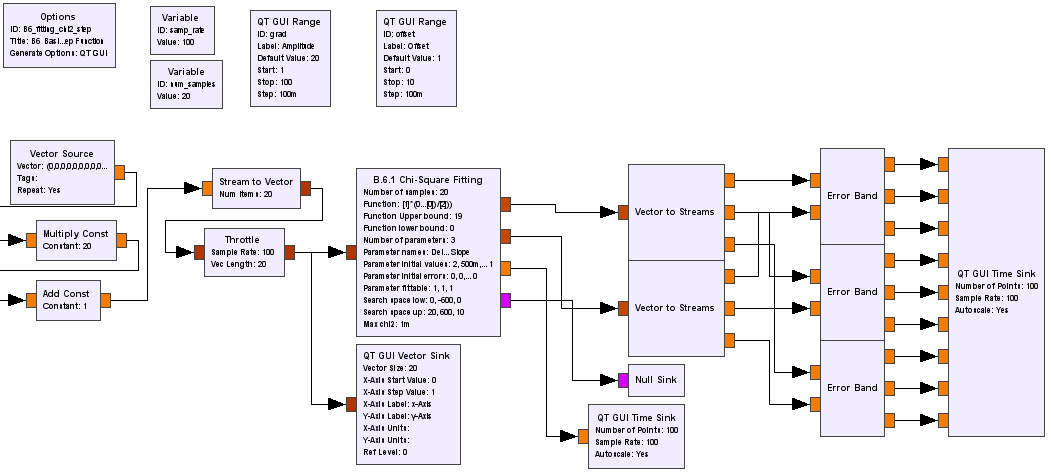 Options
ID: B6_fitting_chi2_step
Title: B6 Basi...ep Function
Generate Options: QT GUI
Variable
ID: samp_rate
Value: 100
Variable
ID: num_samples
Value: 20
QT GUI Range
ID: grad
Label: Amplitude
Default Value: 20
Start: 1
Stop: 100
Step: 100m
QT GUI Range
ID: offset
Label: Offset
Default Value: 1
Start: 0
Stop: 10
Step: 100m
Vector Source
Vector: (0,0,0,0,0,0,0,0,0...
Tags:
Repeat: Yes
Multiply Const
Constant: 20
Add Const
Constant: 1
Stream to Vector
Num Items: 20
Throttle
Sample Rate: 100
Vec Length: 20
B.6.1 Chi-Square Fitting
Number of samples: 20
Function: [1]*(0...[0])/[2]))
Function Upper bound: 19
Function lower bound: 0
Number of parameters: 3
Parameter names: Del... Slope
Parameter initial values: 2, 500m,... 1
Parameter initial errors: 0, 0,... 0
Parameter fittable: 1, 1, 1
Search space low: 0, -600, 0
Search space up: 20, 600, 10
Max chi2: 1m
QT GUI Vector Sink
Vector Size: 20
X-Axis Start Value: 0
X-Axis Step Value: 1
X-Axis Label: x-Axis
Y-Axis Label: y-Axis
X-Axis Units:
Y-Axis Units:
Ref Level: 0
Vector to Streams
Vector to Streams
Null Sink
QT GUI Time Sink
Number of Points: 100
Sample Rate: 100
Autoscale: Yes
Error Band
Error Band
Error Band
QT GUI Time Sink
Number of Points: 100
Sample Rate: 100
Autoscale: Yes